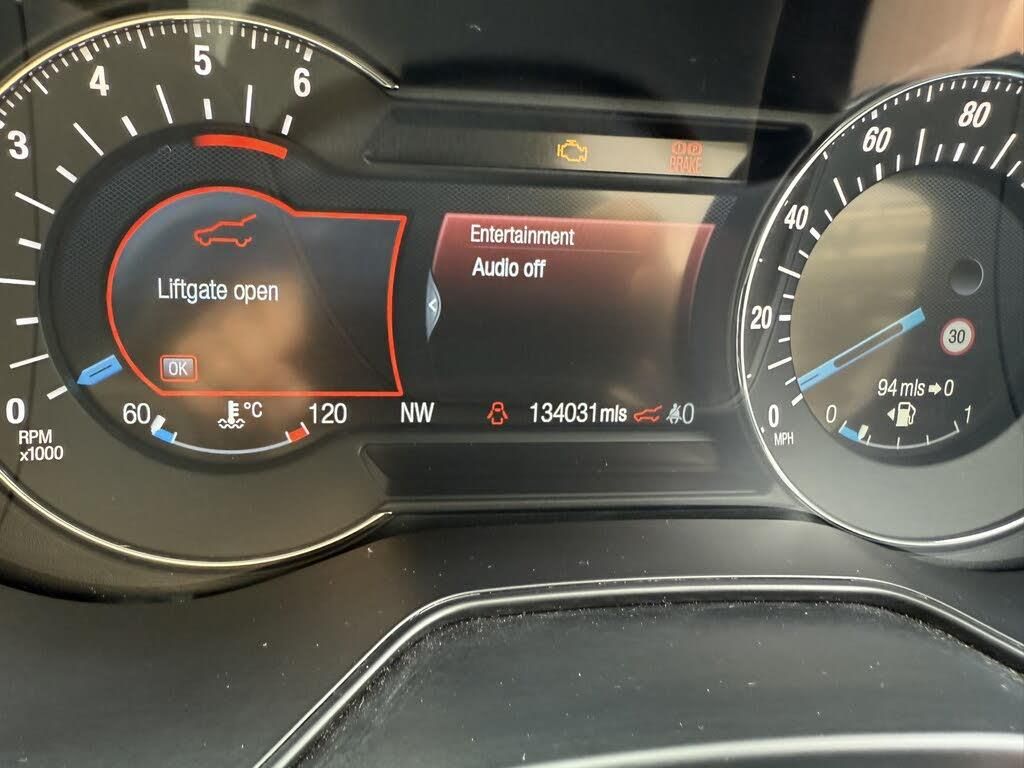 3
4
5
6
0
RPM
x1000
Liftgate open
OK
60
°C
120
BRAKE
Entertainment
Audio off
NW
134031 mls
0
0
20
40
60
80
MPH
30
94 mls 0
0
1